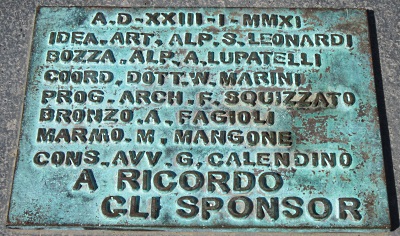 A.D-XXIII-I-MMXI
IDEA. ART. ALP. S. LEONARDI
BOZZA. ALP. A. LUPATELLI
COORD. DOTT. W. MARINI
PROG. ARCH. F. SQUIZZATO
BRONZO. A. FAGIOLI
MARMO. M. MANGONE
CONS. AVV. G. CALENDINO
A RICORDO
GLI SPONSOR